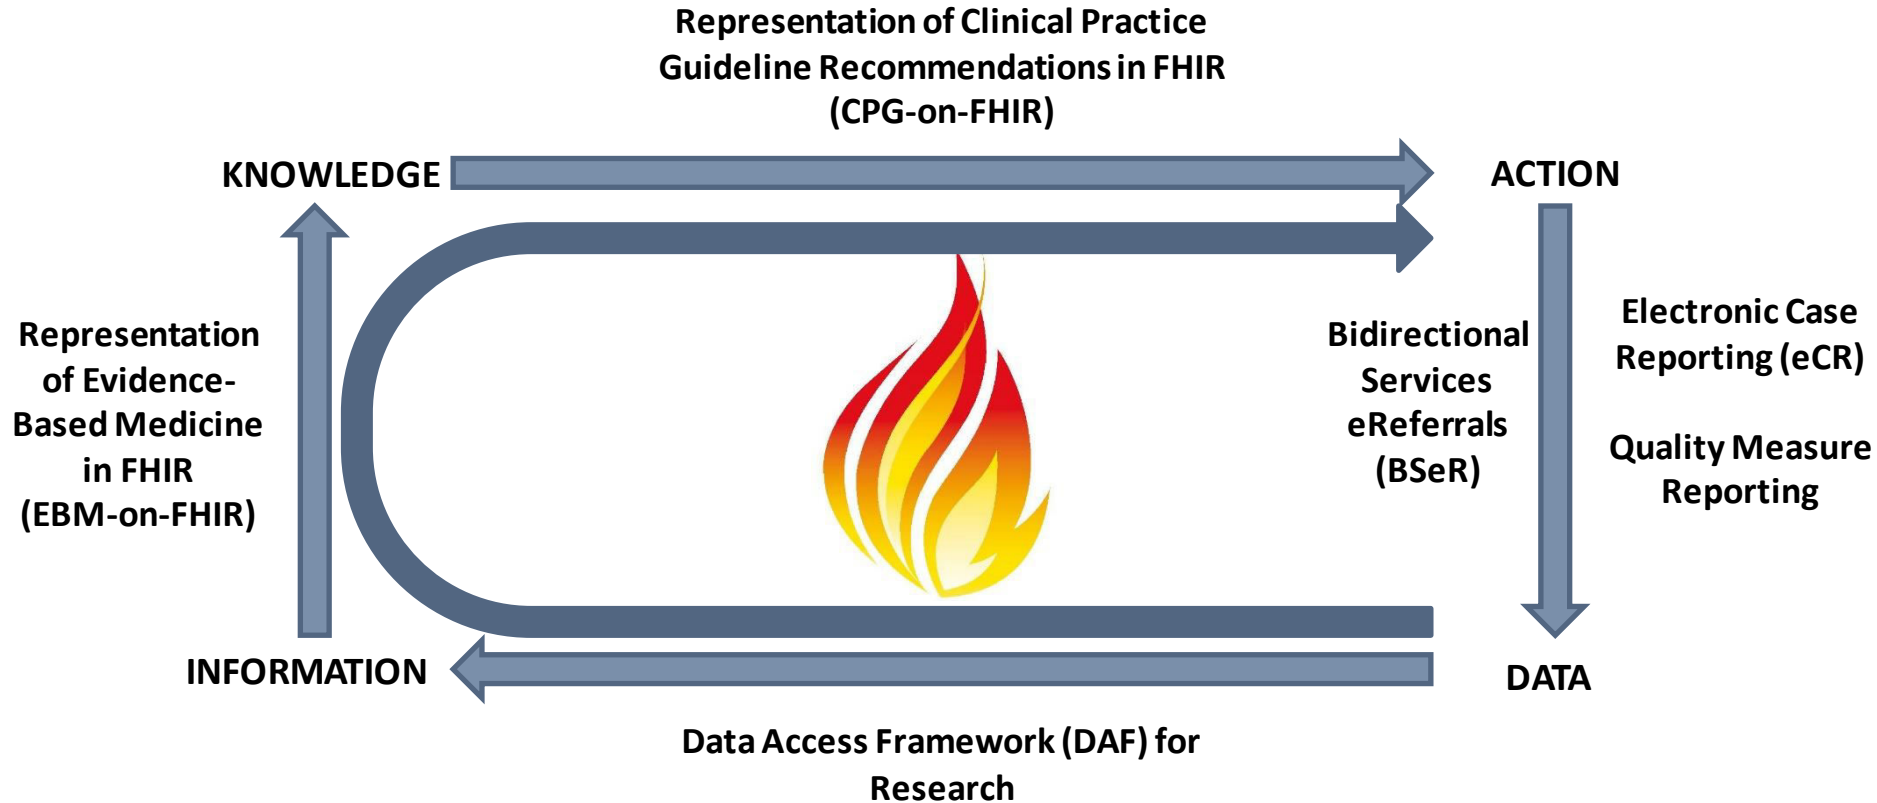 Representation of Clinical Practice
Guideline Recommendations in FHIR
(CPG-on-FHIR)
KNOWLEDGE
ACTION
Representation
of Evidence-
Based Medicine
in FHIR
(EBM-on-FHIR)
Bidirectional
Services
eReferrals
(BSeR)
Electronic Case
Reporting (eCR)
Quality Measure
Reporting
INFORMATION
DATA
Data Access Framework (DAF) for
Research